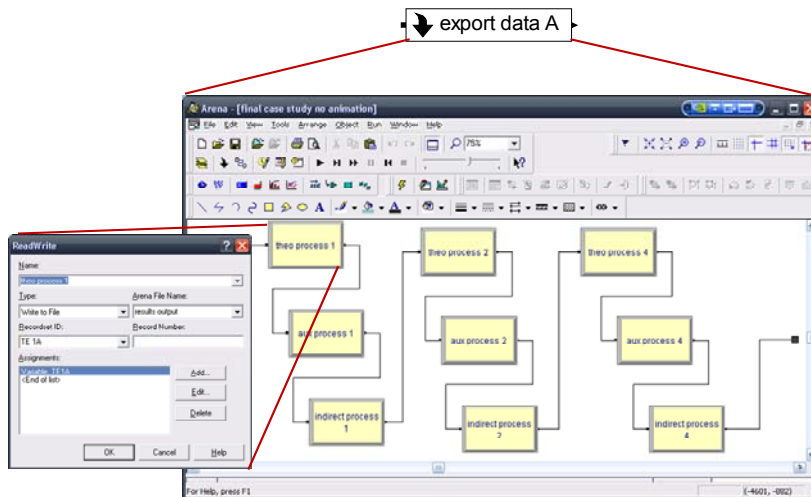 export data A
Arena - [final case study no animation]
File Edit View Tools Arrange Object Run Window Help
75%
ReadWrite
Name:
theo process 1
Type:
Arena File Name:
Write to File
results output
Recordset ID:
Record Number:
TE 1A
Assignments:
Variable, TE1A
<End of list>
Add...
Edit...
Delete
OK Cancel Help
theo process 1
theo process 2
theo process 4
aux process 1
aux process 2
aux process 4
indirect process
1
indirect process
2
indirect process
4
For Help, press F1
(-4601, -882)